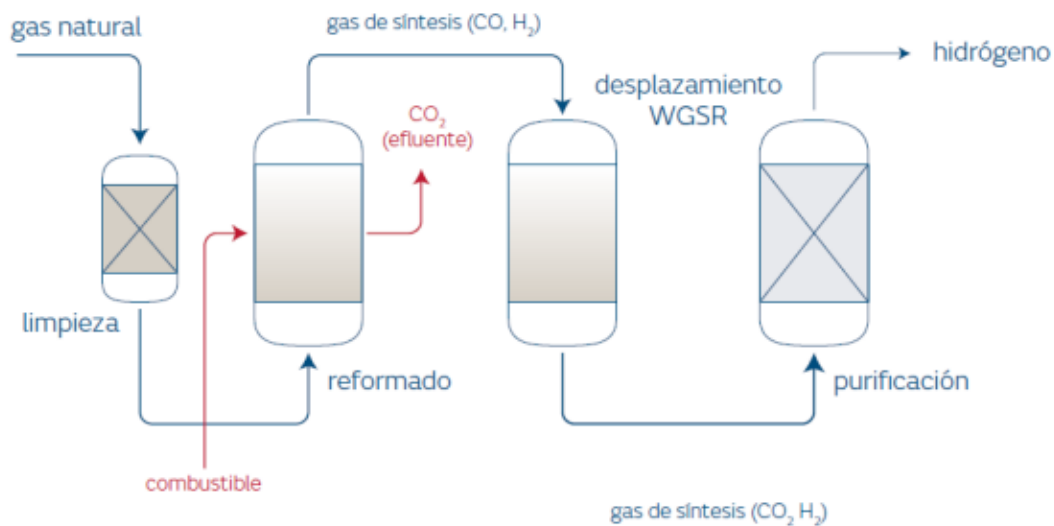 gas natural
gas de síntesis (CO, H₂)
hidrógeno
desplazamiento
WGSR
CO₂
(efluente)
limpieza
reformado
purificación
combustible
gas de síntesis (CO₂ H₂)